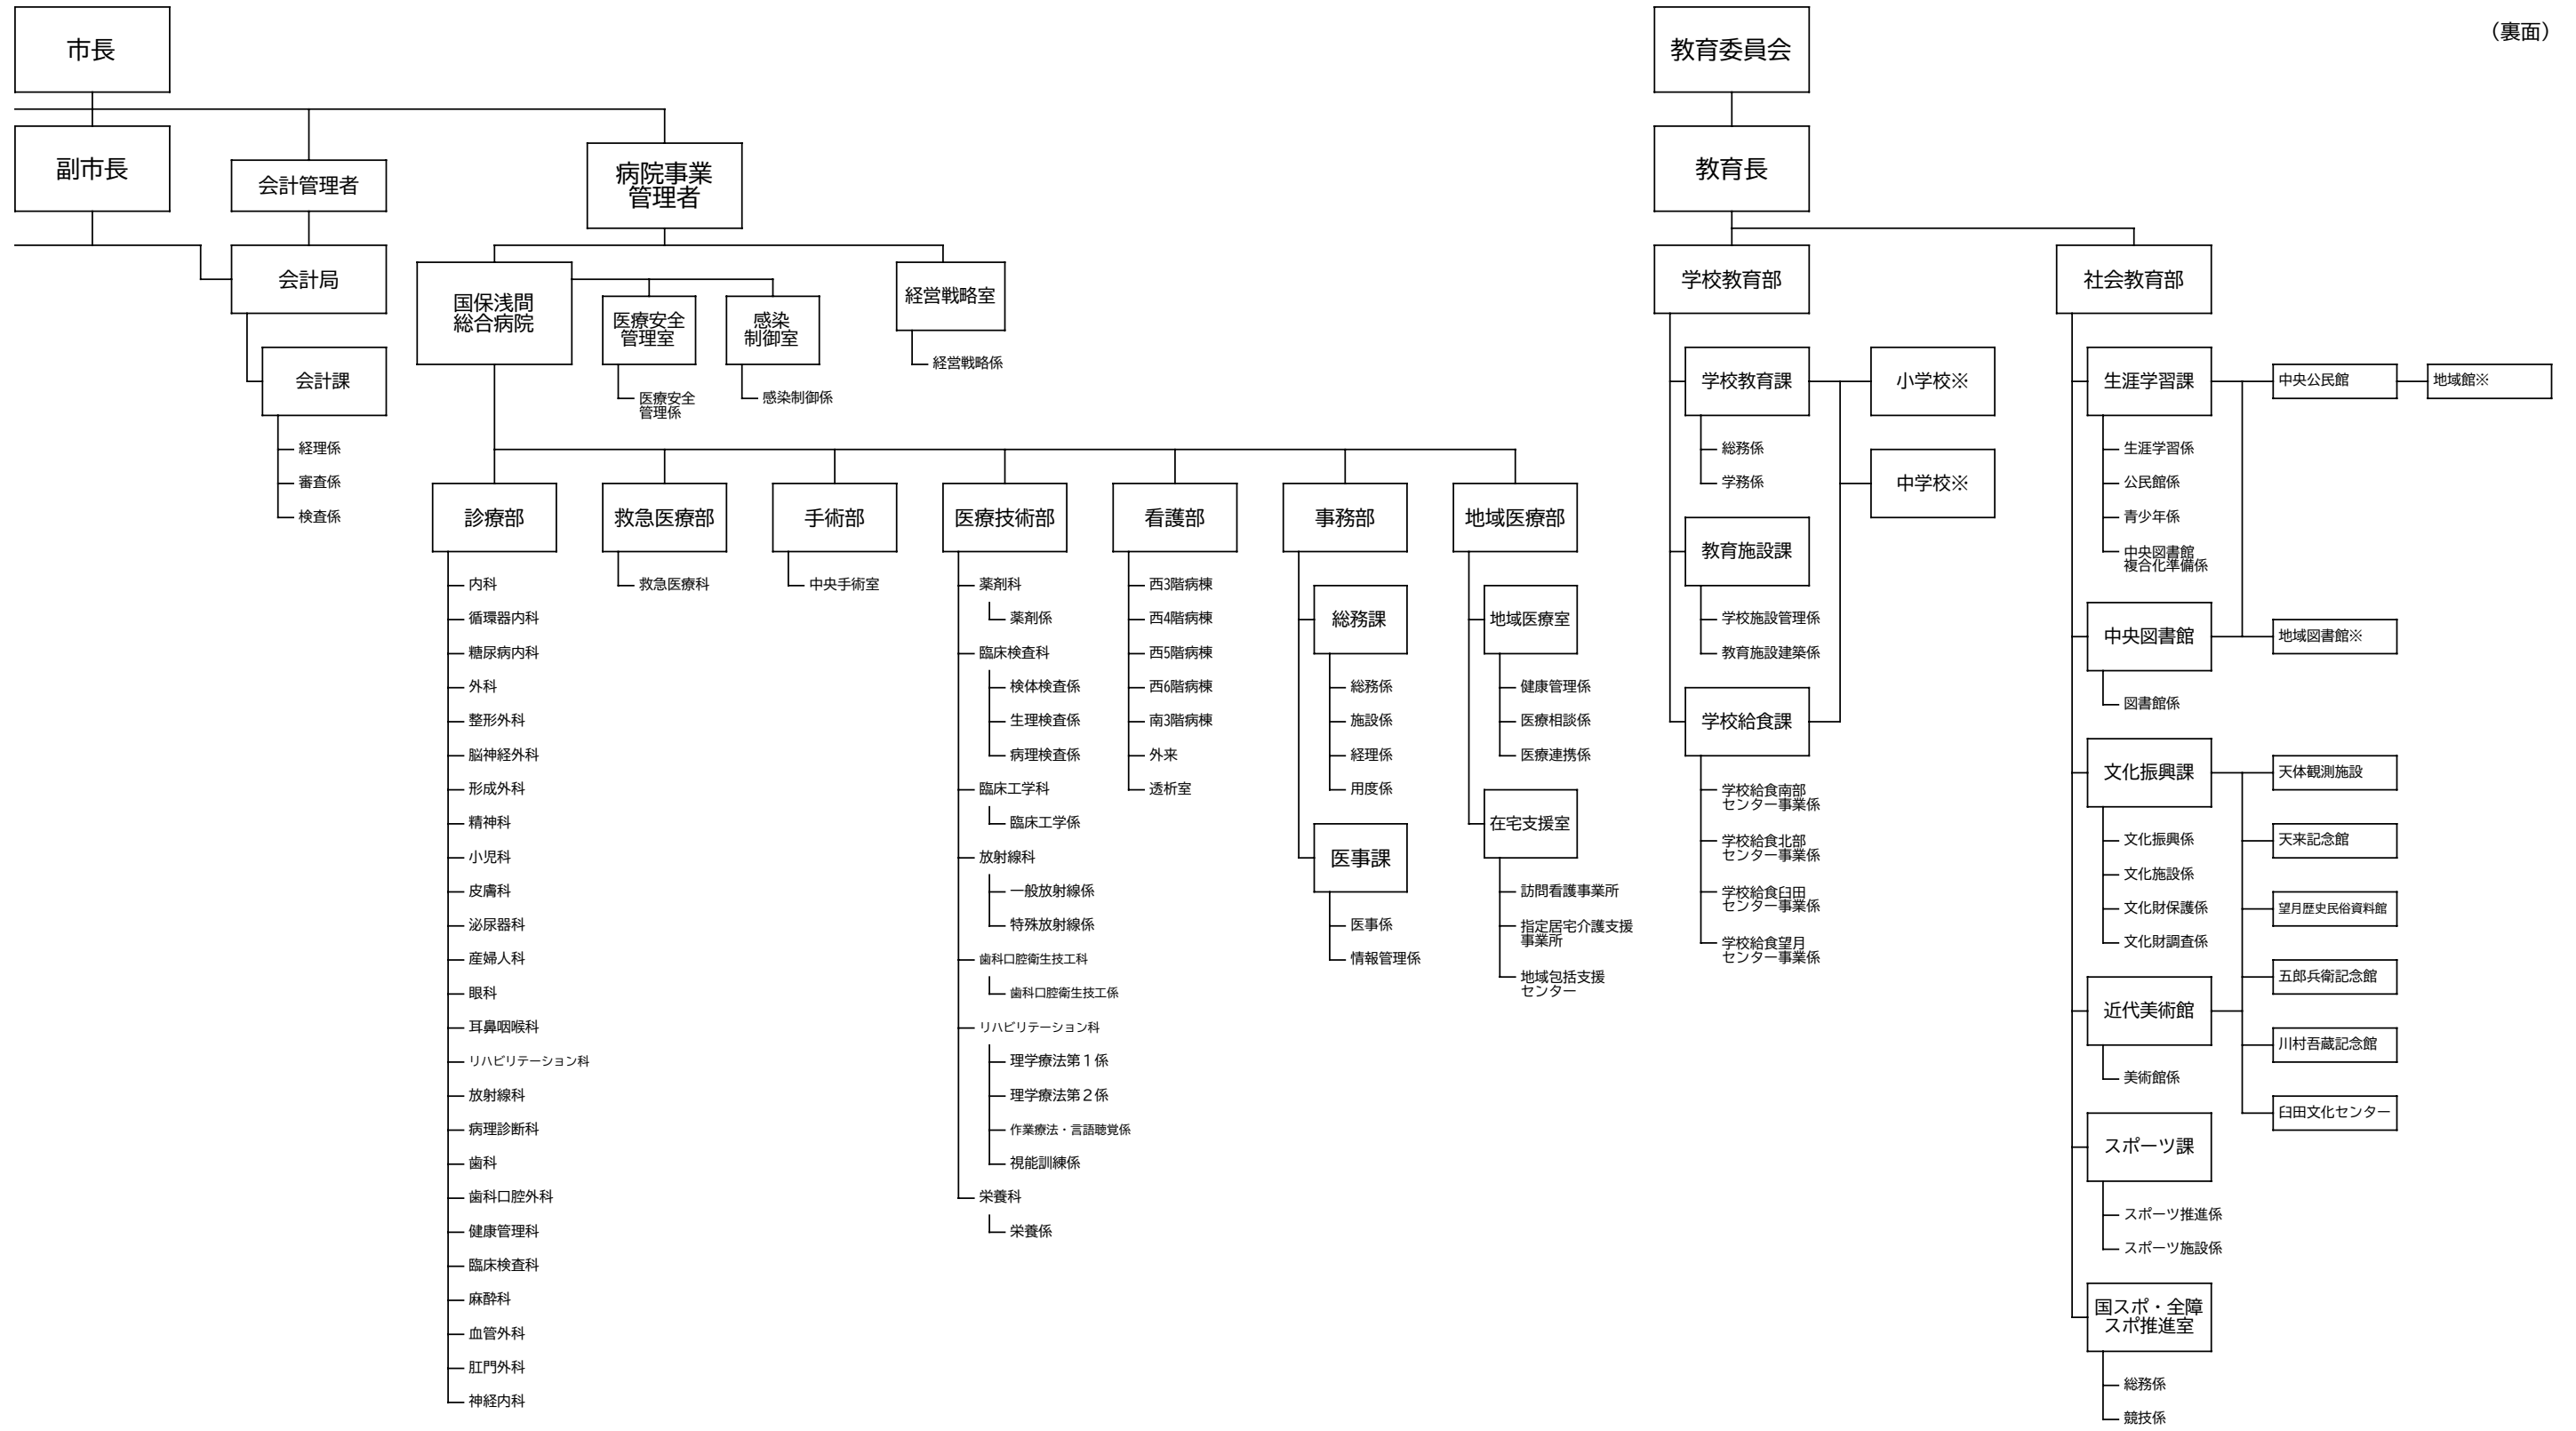 （裏面）
市長
副市長
会計管理者
会計局
会計課
経理係
審査係
検査係
病院事業
管理者
国保浅間
総合病院
医療安全
管理室
医療安全
管理係
感染
制御室
感染制御係
経営戦略室
経営戦略係
診療部
内科
循環器内科
糖尿病内科
外科
整形外科
脳神経外科
形成外科
精神科
小児科
皮膚科
泌尿器科
産婦人科
眼科
耳鼻咽喉科
リハビリテーション科
放射線科
病理診断科
歯科
歯科口腔外科
健康管理科
臨床検査科
麻酔科
血管外科
肛門外科
神経内科
救急医療部
救急医療科
手術部
中央手術室
医療技術部
薬剤科
薬剤係
臨床検査科
検体検査係
生理検査係
病理検査係
臨床工学科
臨床工学係
放射線科
一般放射線係
特殊放射線係
歯科口腔衛生技工科
歯科口腔衛生技工係
リハビリテーション科
理学療法第１係
理学療法第２係
作業療法・言語聴覚係
視能訓練係
栄養科
栄養係
看護部
西3階病棟
西4階病棟
西5階病棟
西6階病棟
南3階病棟
外来
透析室
事務部
総務課
総務係
施設係
経理係
用度係
医事課
医事係
情報管理係
地域医療部
地域医療室
健康管理係
医療相談係
医療連携係
在宅支援室
訪問看護事業所
指定居宅介護支援
事業所
地域包括支援
センター
教育委員会
教育長
学校教育部
学校教育課
総務係
学務係
小学校※
中学校※
教育施設課
学校施設管理係
教育施設建築係
学校給食課
学校給食南部
センター事業係
学校給食北部
センター事業係
学校給食臼田
センター事業係
学校給食望月
センター事業係
社会教育部
生涯学習課
生涯学習係
公民館係
青少年係
中央図書館
複合化準備係
中央公民館
地域館※
中央図書館
図書館係
地域図書館※
文化振興課
文化振興係
文化施設係
文化財保護係
文化財調査係
近代美術館
美術館係
天体観測施設
天来記念館
望月歴史民俗資料館
五郎兵衛記念館
川村吾蔵記念館
臼田文化センター
スポーツ課
スポーツ推進係
スポーツ施設係
国スポ・全障
スポ推進室
総務係
競技係